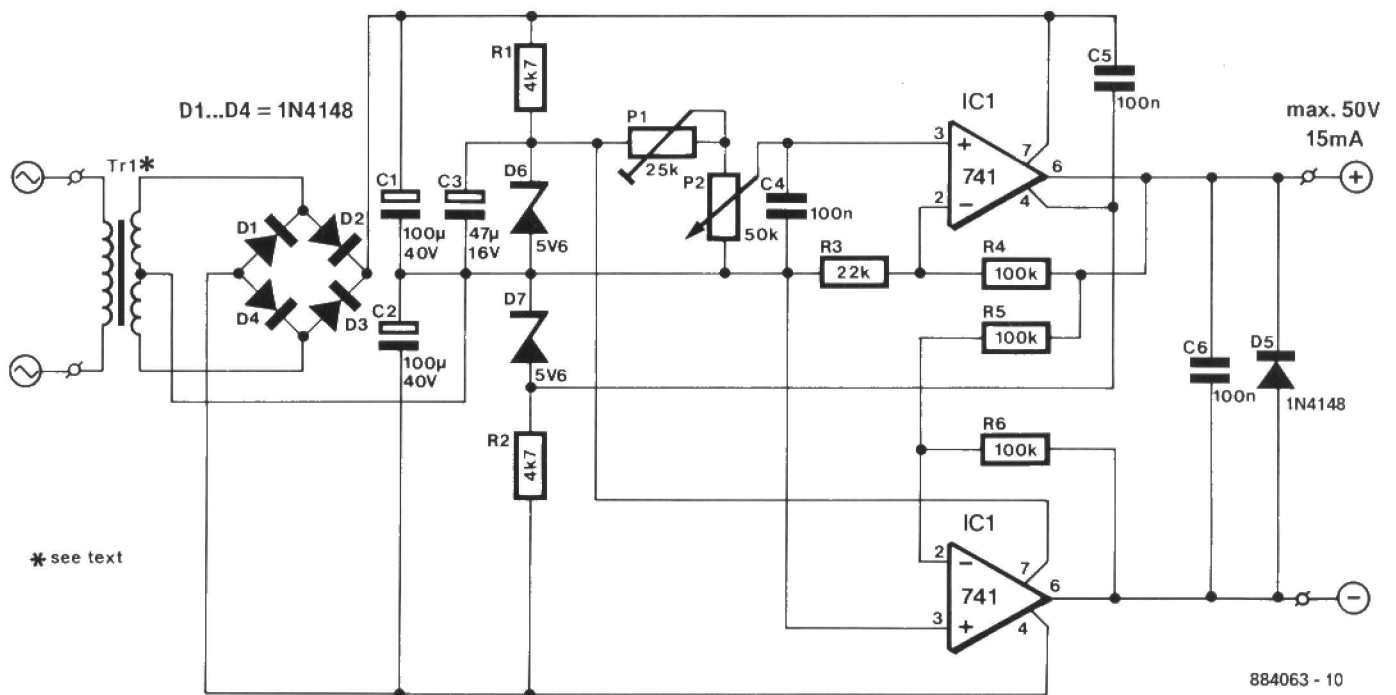 D1...D4 = 1N4148
Tr1*
D1
D2
D4
D3
C1
100µ
40V
C2
100µ
40V
C3
47µ
16V
R1
4k7
D6
5V6
D7
5V6
R2
4k7
P1
25k
P2
50k
C4
100n
R3
22k
R4
100k
R5
100k
R6
100k
IC1
741
3
+
2
−
7
6
4
C5
100n
IC1
741
2
−
3
+
7
6
4
C6
100n
D5
1N4148
max. 50V
15mA
+
−
* see text
884063 - 10